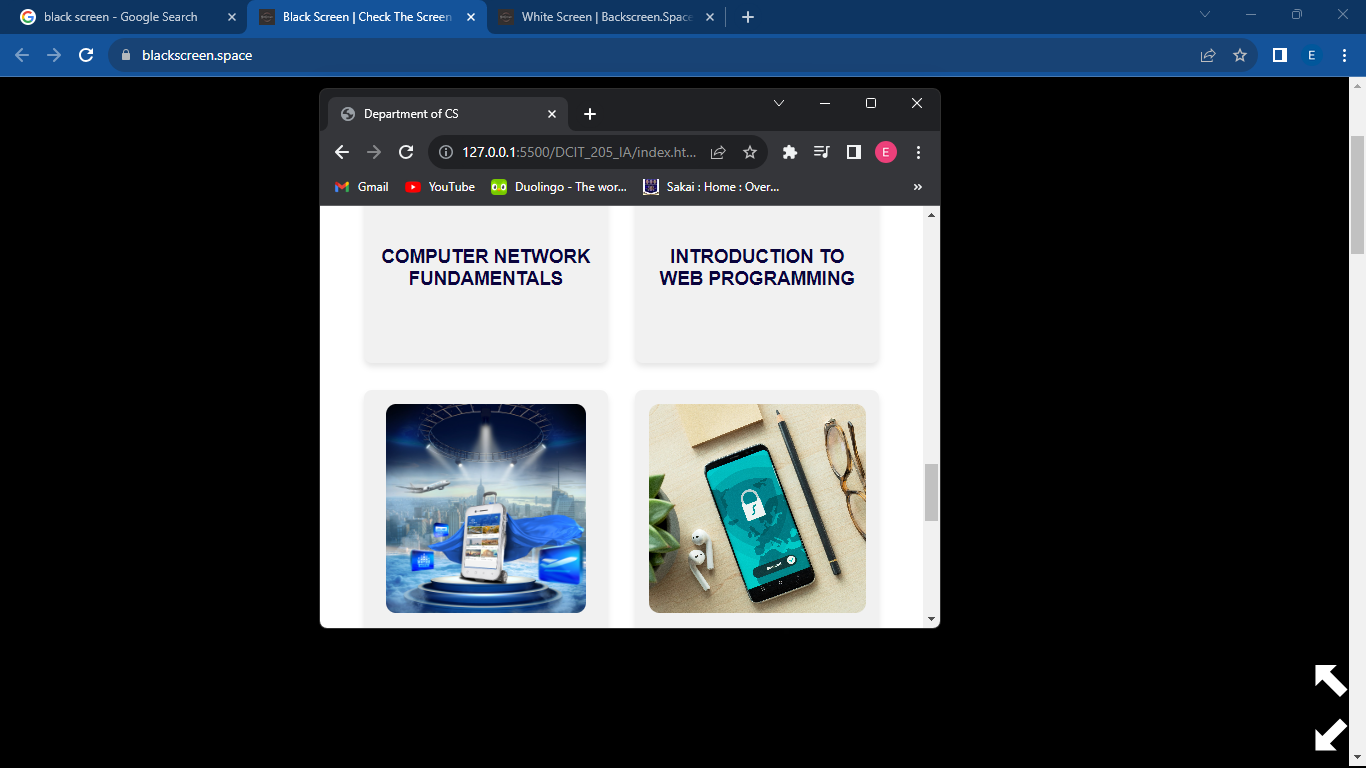 black screen - Google Search
Black Screen | Check The Screen
White Screen | Backscreen.Space
blackscreen.space
E
Department of CS
127.0.0.1:5500/DCIT_205_IA/index.ht...
E
Gmail
YouTube
Duolingo - The wor...
Sakai : Home : Over...
»
COMPUTER NETWORK
FUNDAMENTALS
INTRODUCTION TO
WEB PROGRAMMING